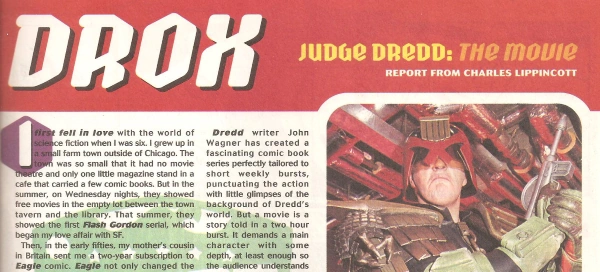 DROX
JUDGE DREDD: THE MOVIE
REPORT FROM CHARLES LIPPINCOTT
I first fell in love with the world of
science fiction when I was six. I grew up in
a small farm town outside of Chicago. The
town was so small that it had no movie
theatre and only one little magazine stand in a
cafe that carried a few comic books. But in the
summer, on Wednesday nights, they showed
free movies in the empty lot between the town
tavern and the library. That summer, they
showed the first Flash Gordon serial, which
began my love affair with SF.
Then, in the early fifties, my mother's cousin
in Britain sent me a two-year subscription to
Eagle comic. Eagle not only changed the
Dredd writer John
Wagner has created a
fascinating comic book
series perfectly tailored to
short weekly bursts,
punctuating the action
with little glimpses of the
background of Dredd's
world. But a movie is a
story told in a two hour
burst. It demands a main
character with some
depth, at least enough so
the audience understands